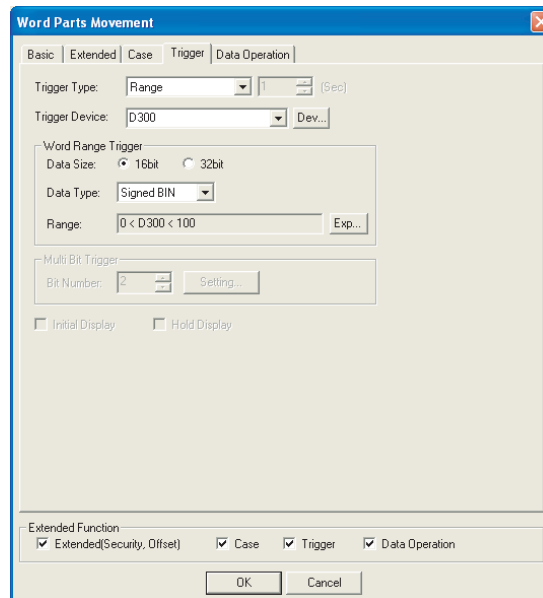 Word Parts Movement
Basic Extended Case Trigger Data Operation
Trigger Type: Range 1 (Sec)
Trigger Device: D300 Dev...
Word Range Trigger
Data Size: 16bit 32bit
Data Type: Signed BIN
Range: 0 < D300 < 100 Exp...
Multi Bit Trigger
Bit Number: 2 Setting...
Initial Display Hold Display
Extended Function
Extended(Security, Offset) Case Trigger Data Operation
OK Cancel